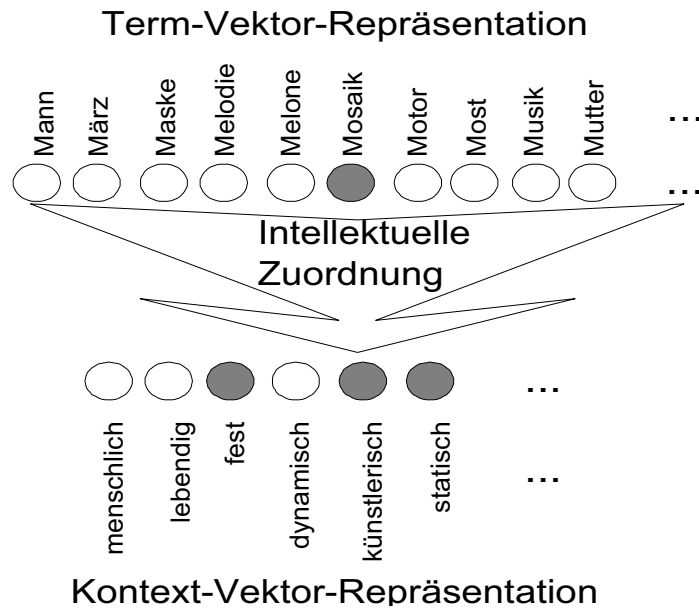 Term-Vektor-Repräsentation
Mann
März
Maske
Melodie
Melone
Mosaik
Motor
Most
Musik
Mutter
...
...
Intellektuelle
Zuordnung
...
menschlich
lebendig
fest
dynamisch
künstlerisch
statisch
...
Kontext-Vektor-Repräsentation